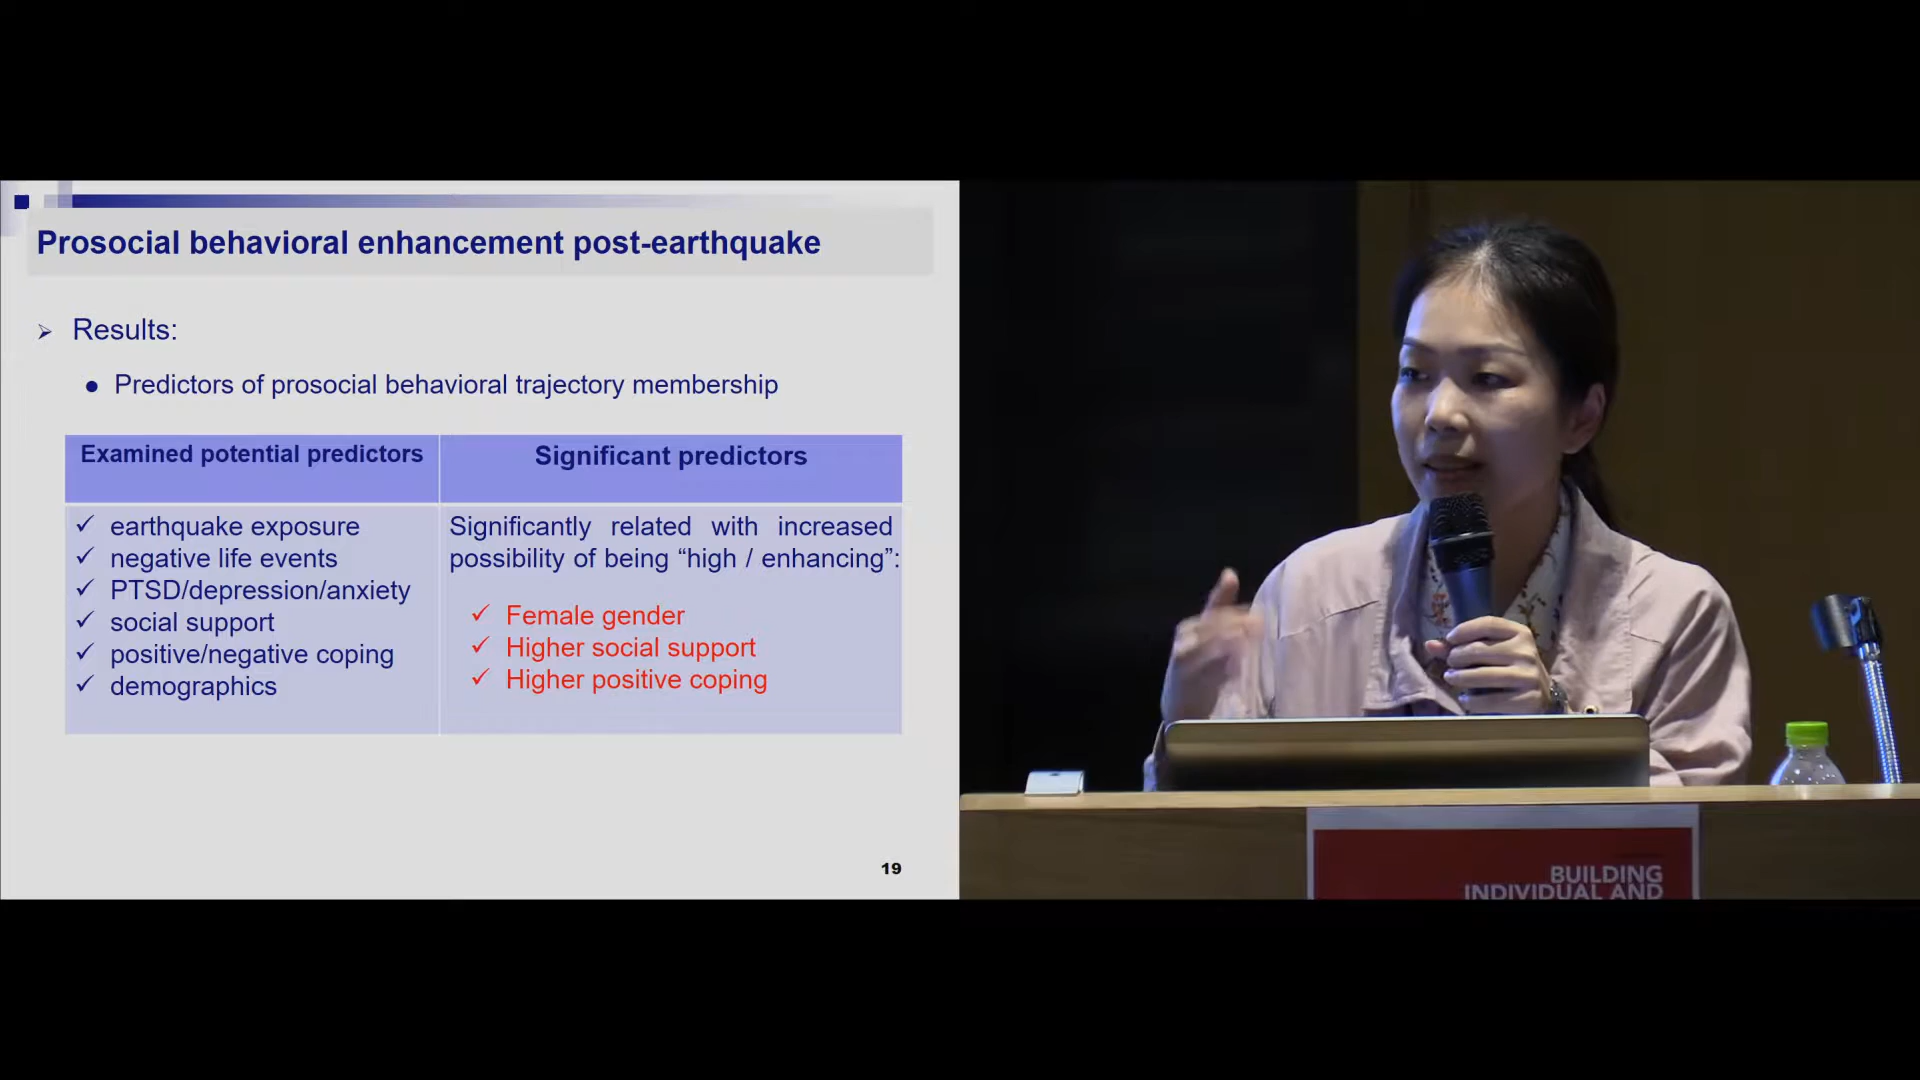 Prosocial behavioral enhancement post-earthquake
➢ Results:
● Predictors of prosocial behavioral trajectory membership
Examined potential predictors
✓ earthquake exposure
✓ negative life events
✓ PTSD/depression/anxiety
✓ social support
✓ positive/negative coping
✓ demographics
Significant predictors
Significantly related with increased
possibility of being “high / enhancing”:
✓ Female gender
✓ Higher social support
✓ Higher positive coping
19
BUILDING
INDIVIDUAL AND